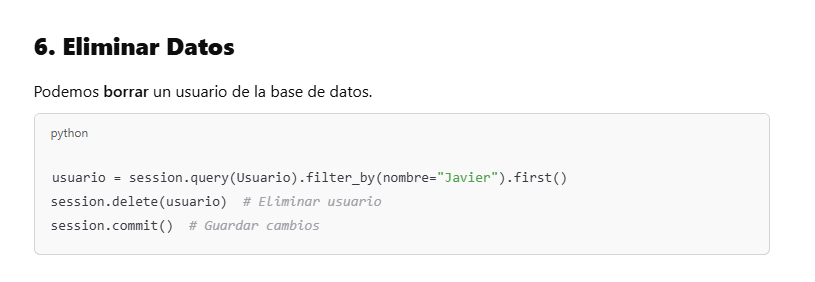 6. Eliminar Datos
Podemos borrar un usuario de la base de datos.
python
usuario = session.query(Usuario).filter_by(nombre="Javier").first()
session.delete(usuario)  # Eliminar usuario
session.commit()  # Guardar cambios